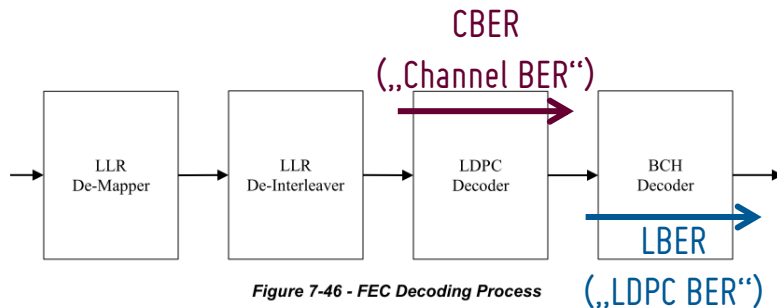 CBER
(„Channel BER“)
LLR
De-Mapper
LLR
De-Interleaver
LDPC
Decoder
BCH
Decoder
LBER
(„LDPC BER“)
Figure 7-46 - FEC Decoding Process